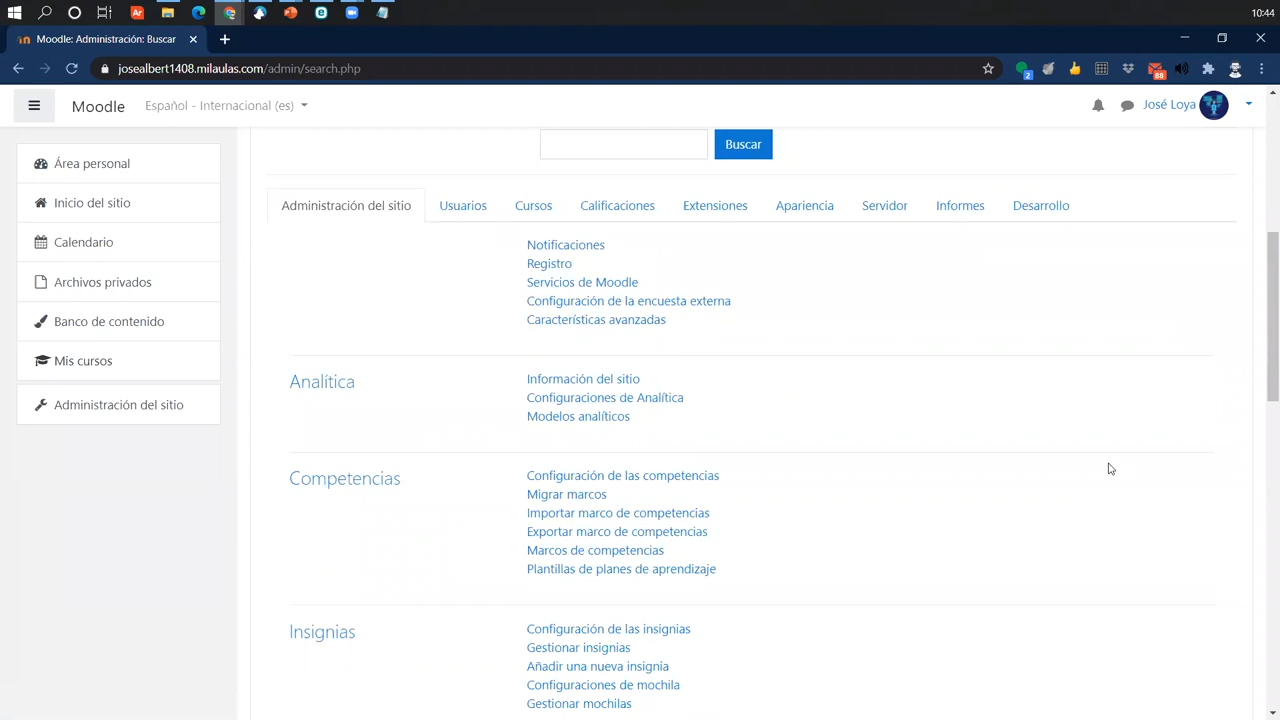 10:44
Moodle: Administración: Buscar
josealbert1408.milaulas.com/admin/search.php
2
88
Moodle
Español - Internacional (es)
José Loya
Buscar
Área personal
Inicio del sitio
Calendario
Archivos privados
Banco de contenido
Mis cursos
Administración del sitio
Administración del sitio Usuarios Cursos Calificaciones Extensiones Apariencia Servidor Informes Desarrollo
Notificaciones
Registro
Servicios de Moodle
Configuración de la encuesta externa
Características avanzadas
Analítica
Información del sitio
Configuraciones de Analítica
Modelos analíticos
Competencias
Configuración de las competencias
Migrar marcos
Importar marco de competencias
Exportar marco de competencias
Marcos de competencias
Plantillas de planes de aprendizaje
Insignias
Configuración de las insignias
Gestionar insignias
Añadir una nueva insignia
Configuraciones de mochila
Gestionar mochilas